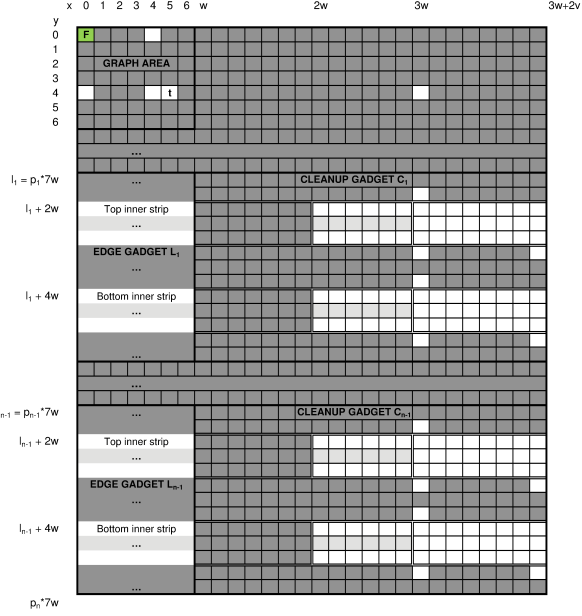 x 0 1 2 3 4 5 6 w 2w 3w 3w+2v
y
0 F
1
2 GRAPH AREA
3
4 t
5
6
...
...
l1 = p1*7w ... CLEANUP GADGET C1
l1 + 2w Top inner strip
...
EDGE GADGET L1
...
l1 + 4w Bottom inner strip
...
...
...
n-1 = pn-1*7w ... CLEANUP GADGET Cn-1
ln-1 + 2w Top inner strip
...
EDGE GADGET Ln-1
...
ln-1 + 4w Bottom inner strip
...
...
pn*7w